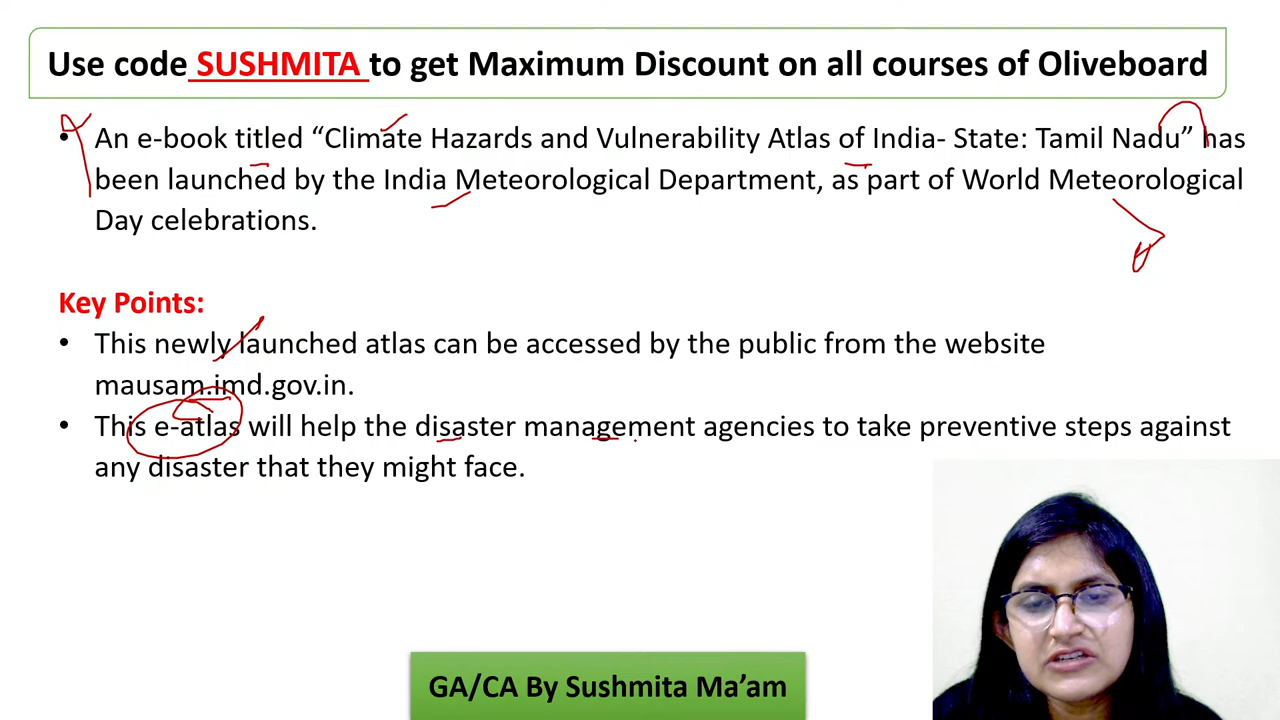 Use code SUSHMITA to get Maximum Discount on all courses of Oliveboard
• An e-book titled “Climate Hazards and Vulnerability Atlas of India- State: Tamil Nadu” has
been launched by the India Meteorological Department, as part of World Meteorological
Day celebrations.
Key Points:
• This newly launched atlas can be accessed by the public from the website
mausam.imd.gov.in.
• This e-atlas will help the disaster management agencies to take preventive steps against
any disaster that they might face.
GA/CA By Sushmita Ma’am